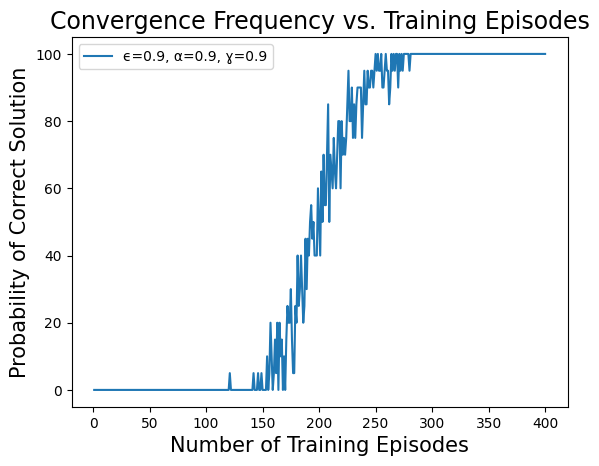 Convergence Frequency vs. Training Episodes
ϵ=0.9, α=0.9, ɣ=0.9
Probability of Correct Solution
100
80
60
40
20
0
0 50 100 150 200 250 300 350 400
Number of Training Episodes